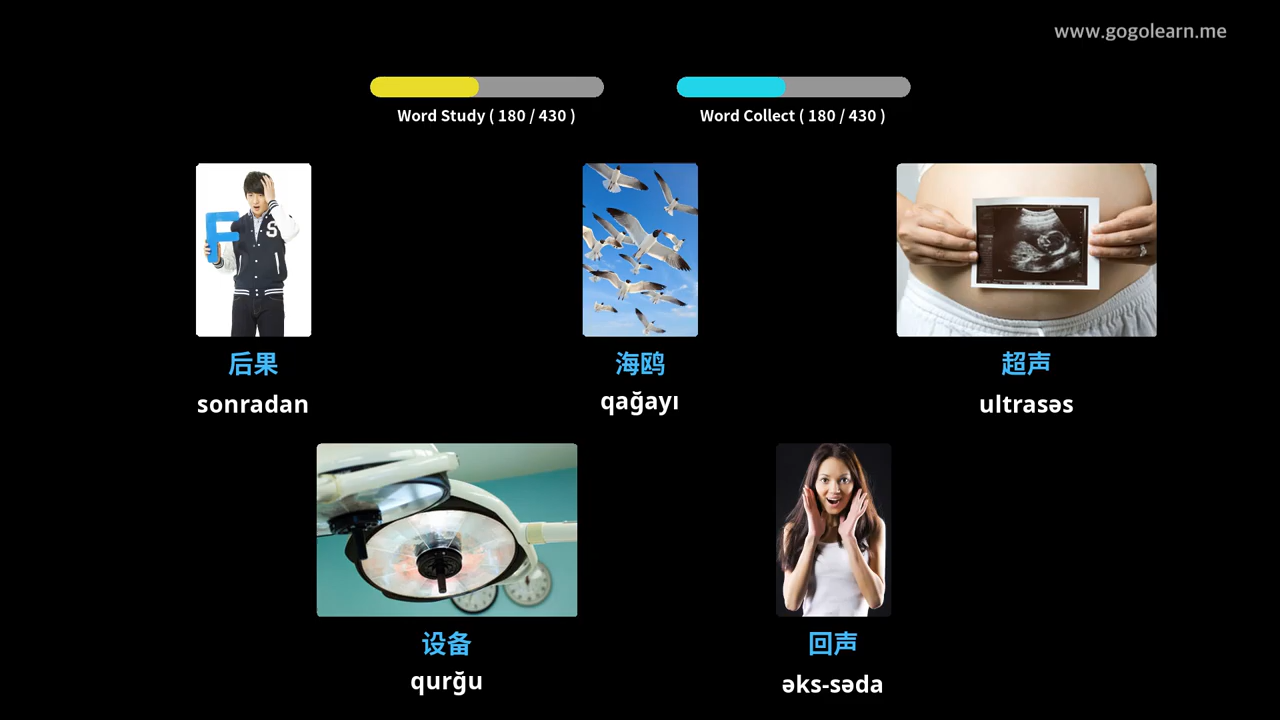 www.gogolearn.me
Word Study ( 180 / 430 )
Word Collect ( 180 / 430 )
F
S
后果
海鸥
超声
sonradan
qağayı
ultrasəs
设备
回声
qurğu
əks-səda